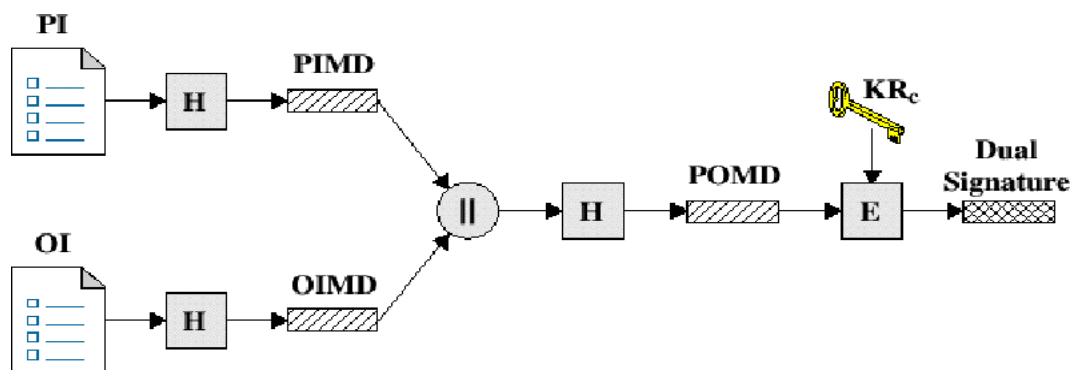 PI
PIMD
H
KRc
Dual
Signature
POMD
||
H
E
OI
OIMD
H